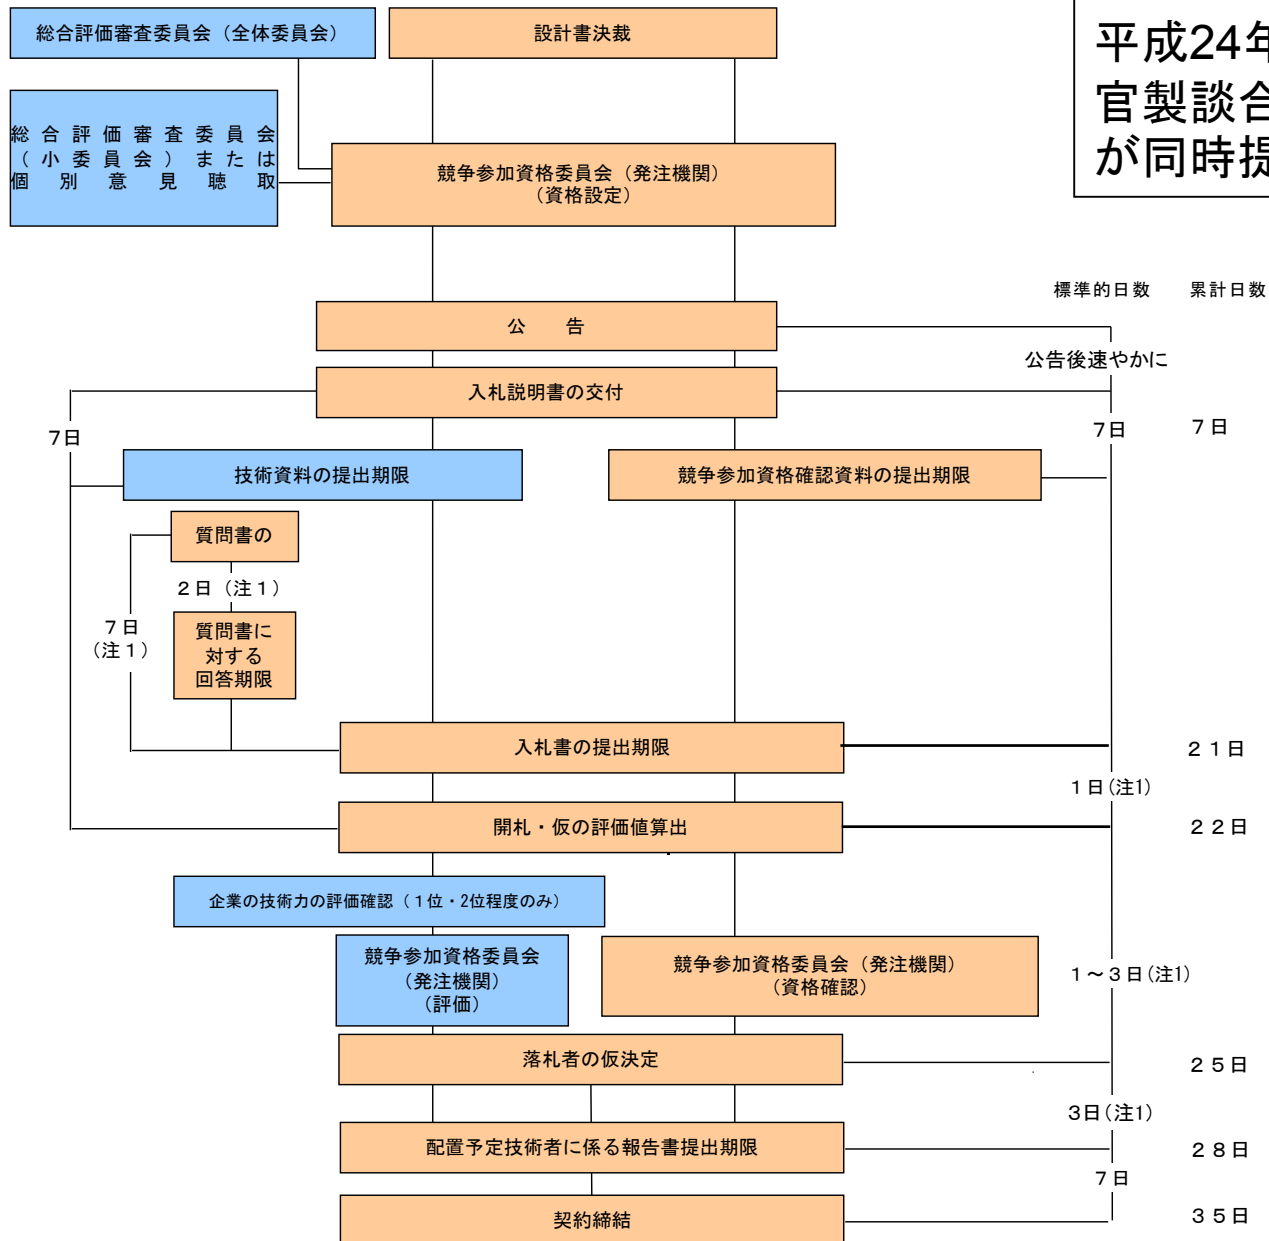 総合評価審査委員会（全体委員会）
設計書決裁
平成24年
官製談合
が同時提
総合評価審査委員会
（小委員会）または
個別意見聴取
競争参加資格委員会（発注機関）
（資格設定）
標準的日数　累計日数
公　告
公告後速やかに
入札説明書の交付
7日
7日
7日
技術資料の提出期限
競争参加資格確認資料の提出期限
質問書の
2日（注1）
7日
（注1）
質問書に
対する
回答期限
入札書の提出期限
21日
1日(注1)
開札・仮の評価値算出
22日
企業の技術力の評価確認（１位・2位程度のみ）
競争参加資格委員会
（発注機関）
（評価）
競争参加資格委員会（発注機関）
（資格確認）
1～3日(注1)
落札者の仮決定
25日
3日(注1)
配置予定技術者に係る報告書提出期限
28日
7日
契約締結
35日